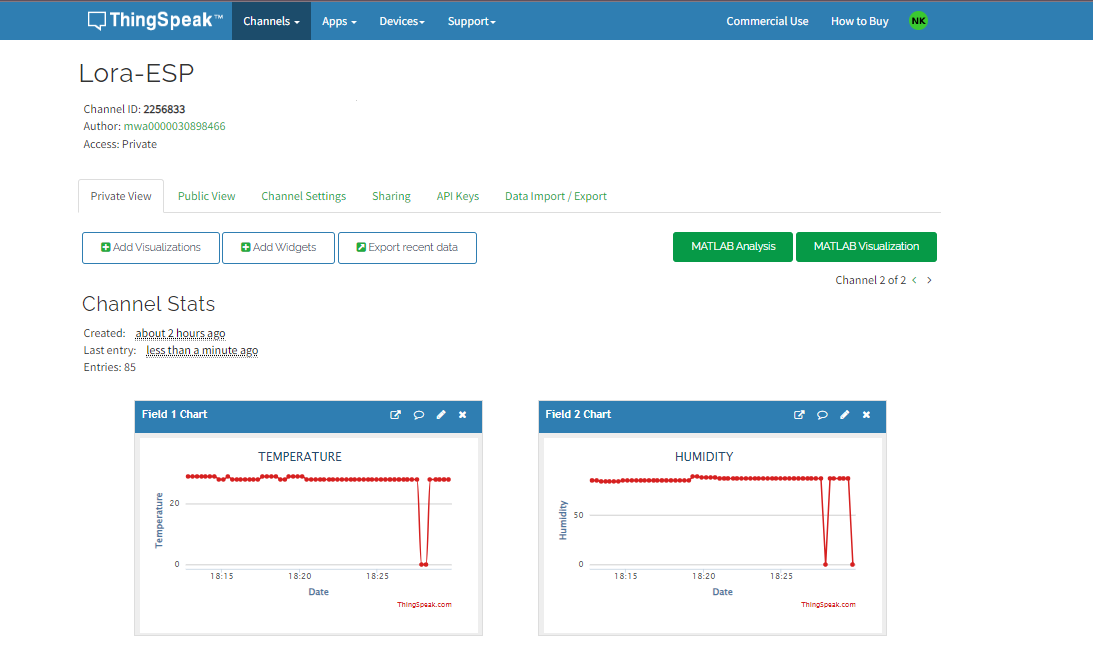 ThingSpeak™ Channels Apps Devices Support Commercial Use How to Buy NK
Lora-ESP
Channel ID: 2256833
Author: mwa0000030898466
Access: Private
Private View Public View Channel Settings Sharing API Keys Data Import / Export
Add Visualizations Add Widgets Export recent data MATLAB Analysis MATLAB Visualization
Channel 2 of 2 < >
Channel Stats
Created: about 2 hours ago
Last entry: less than a minute ago
Entries: 85
Field 1 Chart
TEMPERATURE
Temperature
20
0
18:15 18:20 18:25
Date
ThingSpeak.com
Field 2 Chart
HUMIDITY
Humidity
50
0
18:15 18:20 18:25
Date
ThingSpeak.com